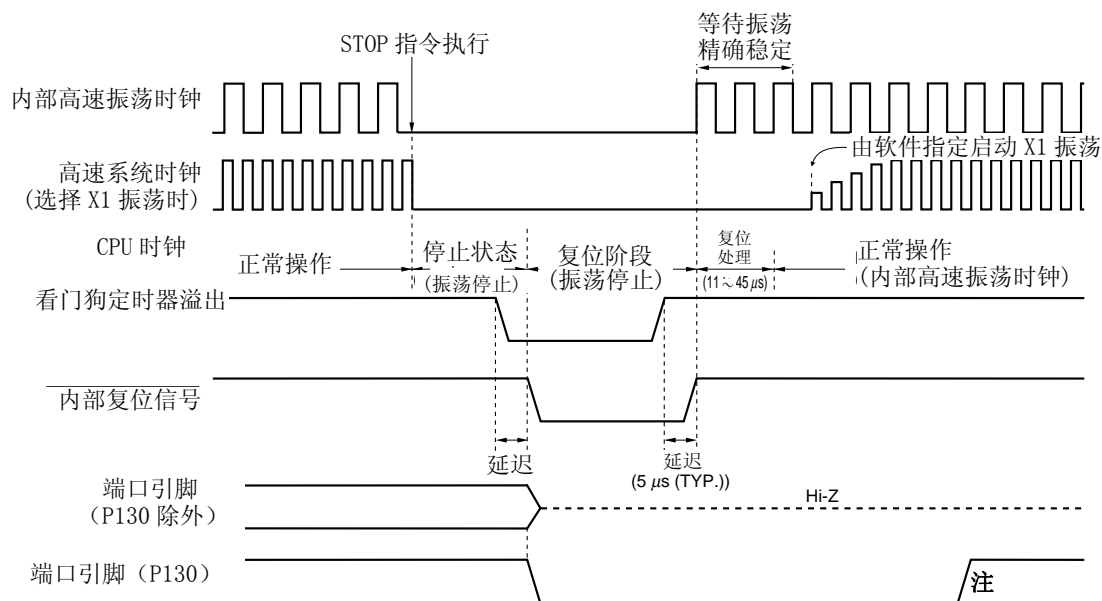 STOP 指令执行
等待振荡
精确稳定
内部高速振荡时钟
由软件指定启动 X1 振荡
高速系统时钟
(选择 X1 振荡时)
CPU 时钟
正常操作
停止状态
(振荡停止)
复位阶段
(振荡停止)
复位
处理
(11~45 μs)
正常操作
(内部高速振荡时钟)
看门狗定时器溢出
内部复位信号
延迟
延迟
(5 μs (TYP.))
端口引脚
(P130 除外)
Hi-Z
端口引脚（P130）
注